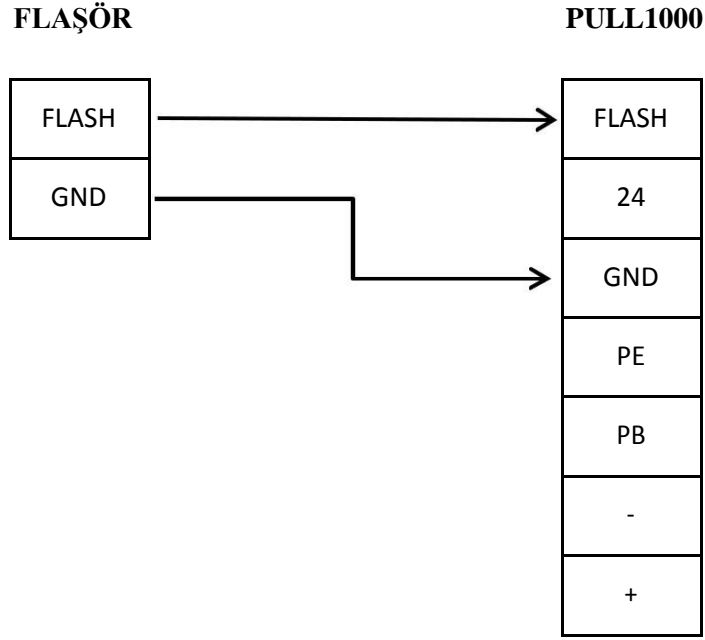 FLAŞÖR
PULL1000
FLASH
GND
FLASH
24
GND
PE
PB
-
+